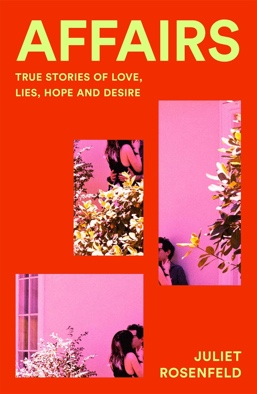 AFFAIRS
TRUE STORIES OF LOVE,
LIES, HOPE AND DESIRE
JULIET
ROSENFELD